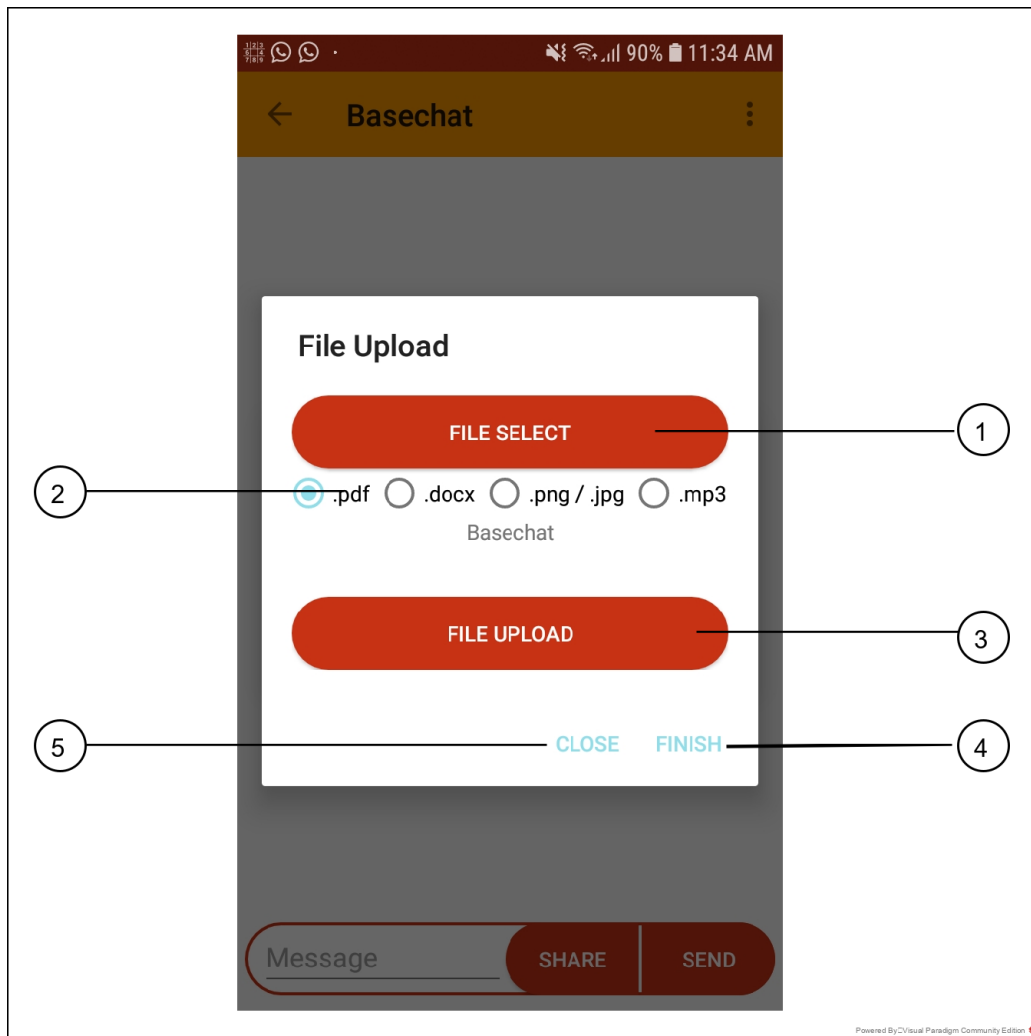 90% 11:34 AM
Basechat
File Upload
FILE SELECT
1
2
.pdf .docx .png / .jpg .mp3
Basechat
FILE UPLOAD
3
5
CLOSE FINISH
4
Message SHARE SEND
Powered By Visual Paradigm Community Edition